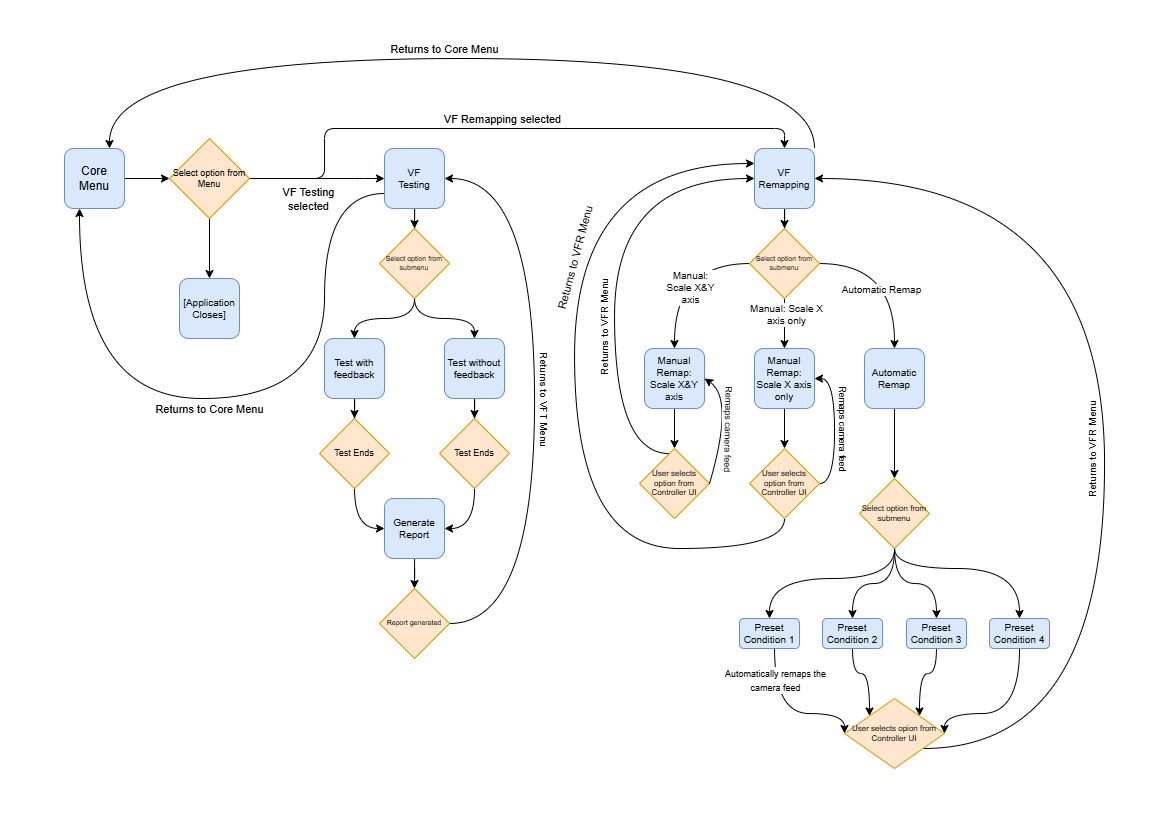 Returns to Core Menu
VF Remapping selected
Core
Menu
Select option from
Menu
VF Testing
selected
VF
Testing
VF
Remapping
[Application
Closes]
Returns to Core Menu
Select option from
submenu
Test with
feedback
Test without
feedback
Test Ends
Test Ends
Generate
Report
Report generated
Returns to VFT Menu
Returns to VFR Menu
Returns to VFR Menu
Select option from
submenu
Manual:
Scale X&Y
axis
Manual: Scale X
axis only
Automatic Remap
Manual
Remap:
Scale X&Y
axis
Manual
Remap:
Scale X axis
only
Automatic
Remap
Remaps camera feed
Remaps camera feed
User selects
option from
Controller UI
User selects
option from
Controller UI
Returns to VFR Menu
Select option from
submenu
Preset
Condition 1
Preset
Condition 2
Preset
Condition 3
Preset
Condition 4
Automatically remaps the
camera feed
User selects opion from
Controller UI